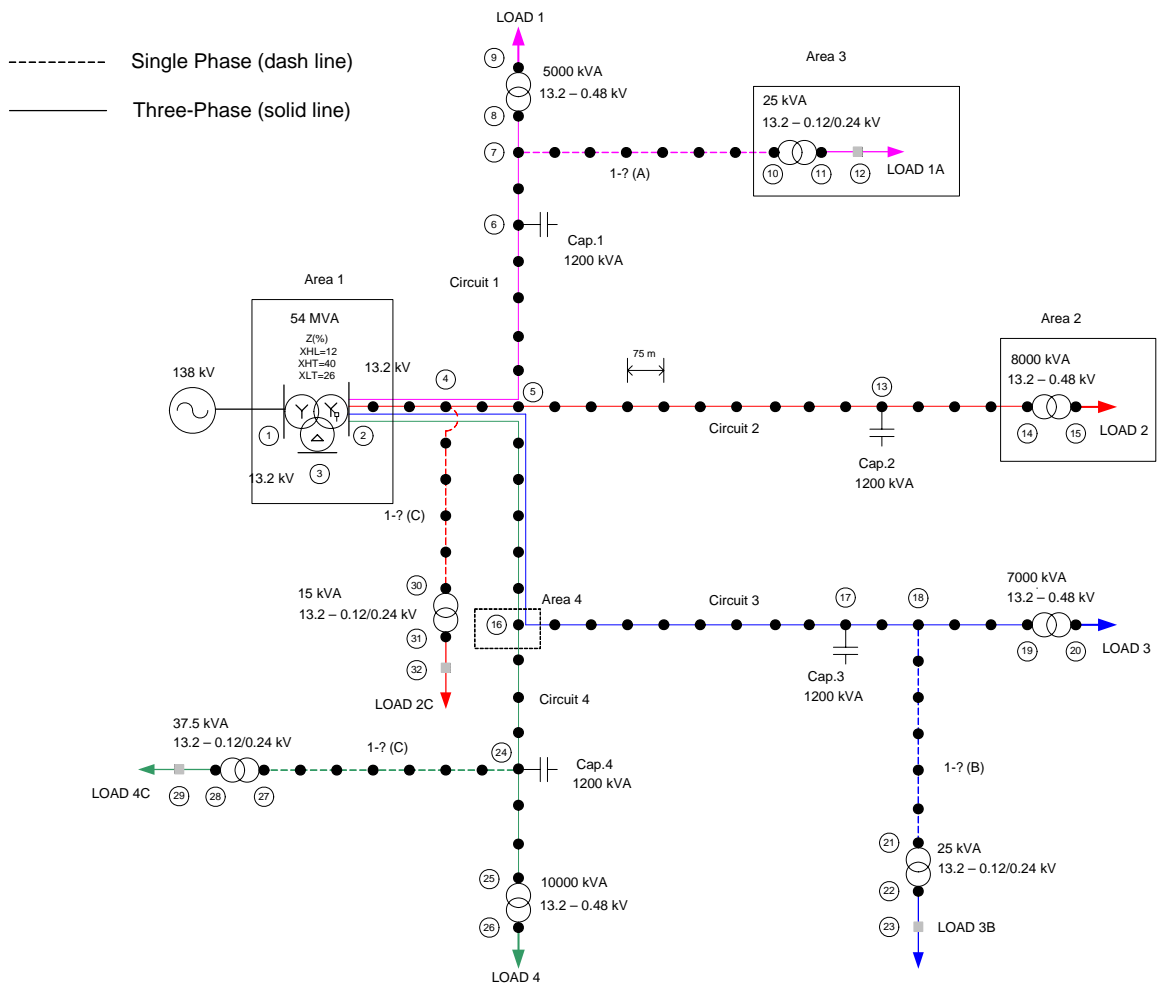 LOAD 1
Single Phase (dash line)
Three-Phase (solid line)
9
5000 kVA
13.2 – 0.48 kV
8
Area 3
25 kVA
13.2 – 0.12/0.24 kV
7
1-? (A)
10
11
12
LOAD 1A
6
Cap.1
1200 kVA
Circuit 1
Area 1
54 MVA
Z(%)
XHL=12
XHT=40
XLT=26
13.2 kV
138 kV
1
2
3
13.2 kV
4
5
75 m
Circuit 2
13
Cap.2
1200 kVA
Area 2
8000 kVA
13.2 – 0.48 kV
14
15
LOAD 2
1-? (C)
30
15 kVA
13.2 – 0.12/0.24 kV
31
32
LOAD 2C
Area 4
16
Circuit 3
17
18
Cap.3
1200 kVA
7000 kVA
13.2 – 0.48 kV
19
20
LOAD 3
Circuit 4
37.5 kVA
13.2 – 0.12/0.24 kV
1-? (C)
24
Cap.4
1200 kVA
LOAD 4C
29
28
27
1-? (B)
21
25 kVA
13.2 – 0.12/0.24 kV
22
23
LOAD 3B
25
10000 kVA
13.2 – 0.48 kV
26
LOAD 4